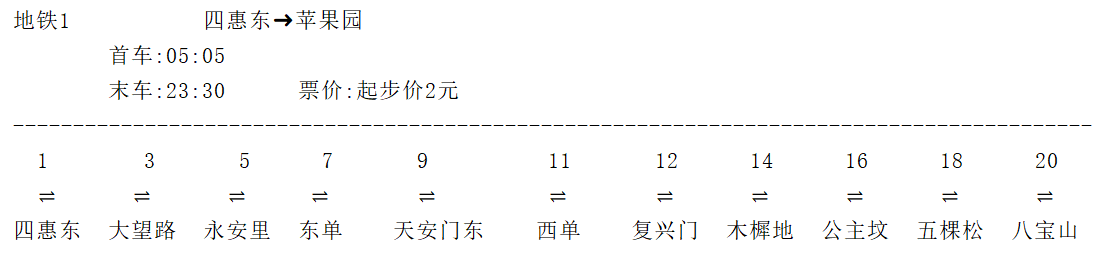 地铁1 四惠东➜苹果园
首车:05:05
末车:23:30 票价:起步价2元
--------------------------------------------------------------------------------------------
1 3 5 7 9 11 12 14 16 18 20
⇌ ⇌ ⇌ ⇌ ⇌ ⇌ ⇌ ⇌ ⇌ ⇌ ⇌
四惠东 大望路 永安里 东单 天安门东 西单 复兴门 木樨地 公主坟 五棵松 八宝山